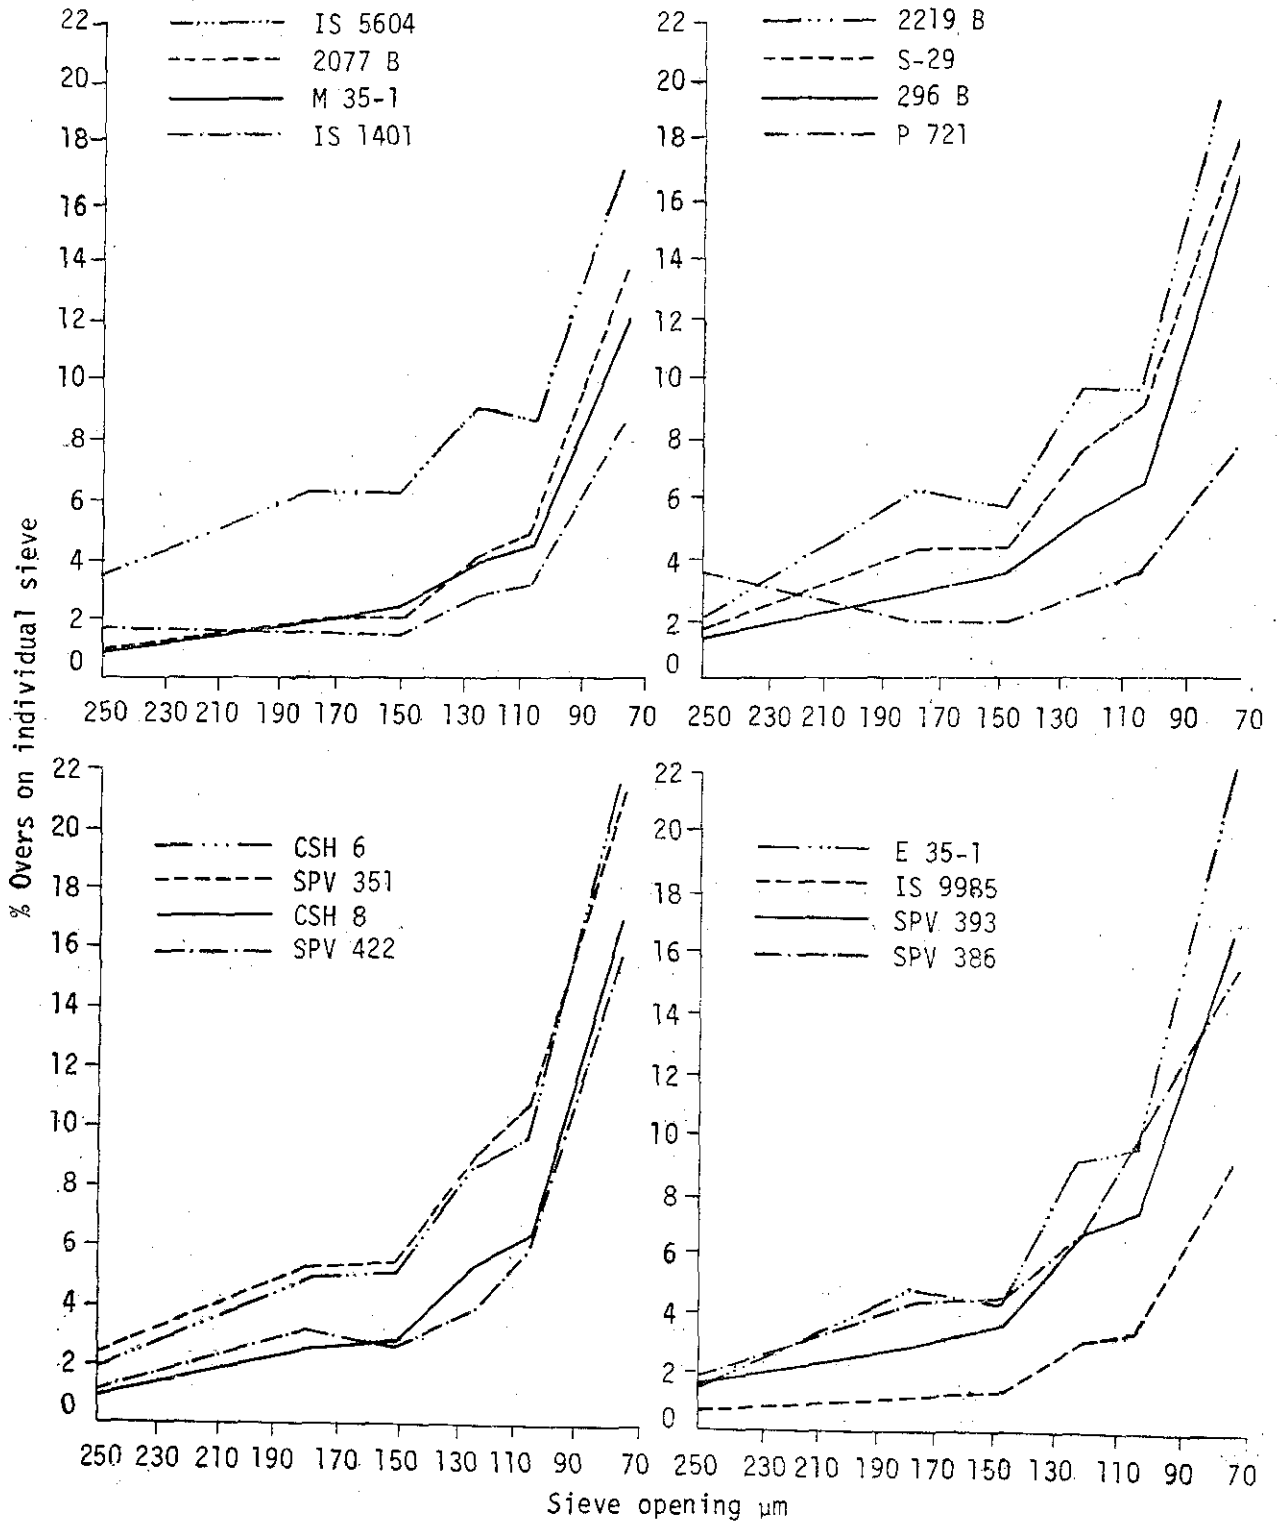 22
20
18
16
14
12
10
8
6
4
2
0
IS 5604
2077 B
M 35-1
IS 1401
250 230 210 190 170 150 130 110 90 70
22
20
18
16
14
12
10
8
6
4
2
0
2219 B
S-29
296 B
P 721
250 230 210 190 170 150 130 110 90 70
% Overs on individual sieve
22
20
18
16
14
12
10
8
6
4
2
0
CSH 6
SPV 351
CSH 8
SPV 422
250 230 210 190 170 150 130 110 90 70
22
20
18
16
14
12
10
8
6
4
2
0
E 35-1
IS 9985
SPV 393
SPV 386
250 230 210 190 170 150 130 110 90 70
Sieve opening µm